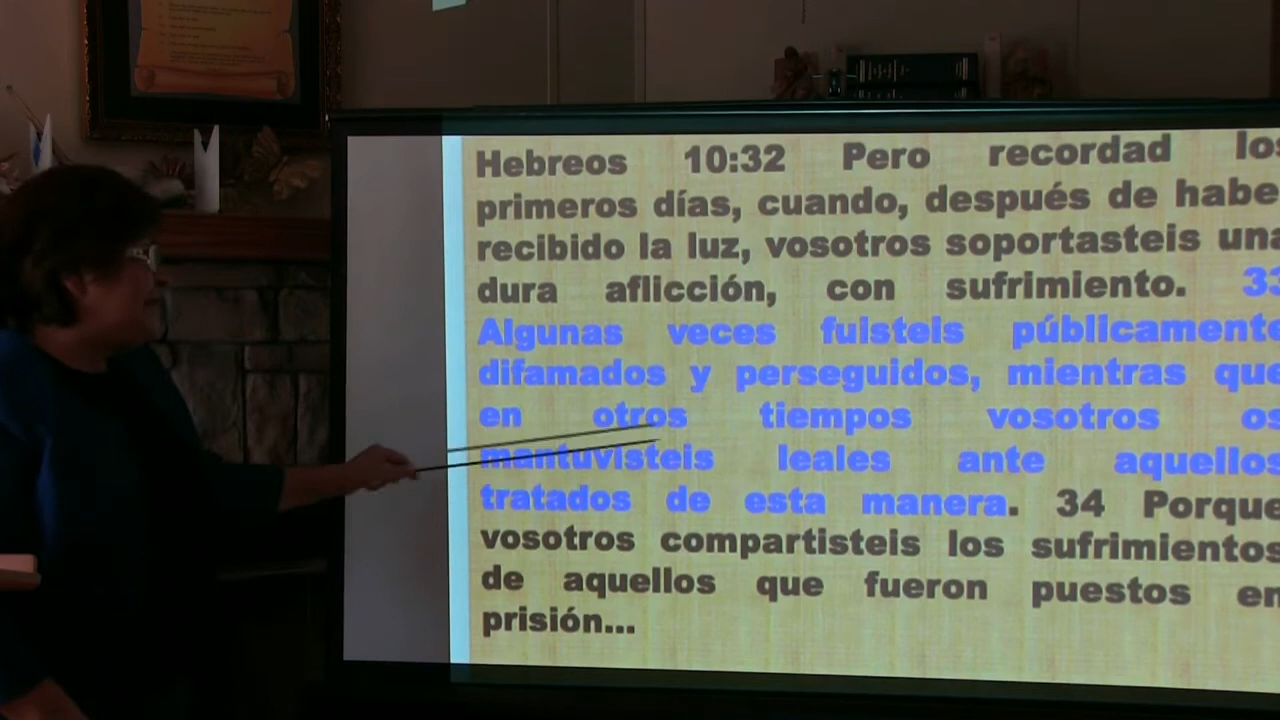 Hebreos 10:32 Pero recordad los
primeros días, cuando, después de habe
recibido la luz, vosotros soportasteis una
dura aflicción, con sufrimiento. 33
Algunas veces fuisteis públicamente
difamados y perseguidos, mientras que
en otros tiempos vosotros os
mantuvisteis leales ante aquellos
tratados de esta manera. 34 Porque
vosotros compartisteis los sufrimientos
de aquellos que fueron puestos en
prisión...